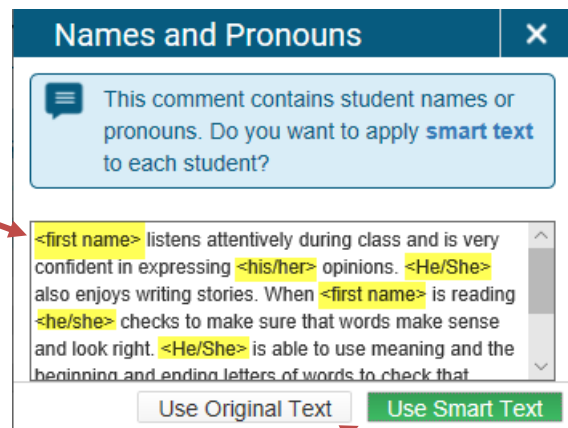 Names and Pronouns
This comment contains student names or
pronouns. Do you want to apply smart text
to each student?
<first name> listens attentively during class and is very
confident in expressing <his/her> opinions. <He/She>
also enjoys writing stories. When <first name> is reading
<he/she> checks to make sure that words make sense
and look right. <He/She> is able to use meaning and the
beginning and ending letters of words to check that
Use Original Text
Use Smart Text